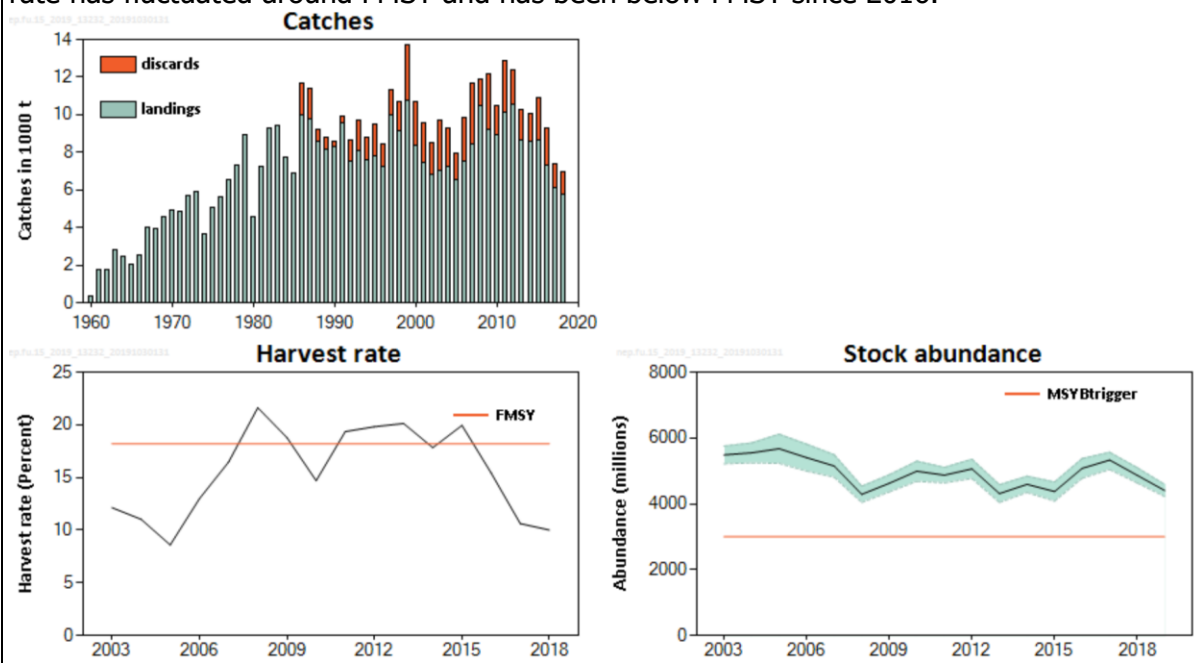 rate has fluctuated around FMSY and has been below FMSY since 2016.
Catches
14
12
10
8
6
4
2
0
Catches in 1000 t
discards
landings
1960 1970 1980 1990 2000 2010 2020
Harvest rate
25
20
15
10
5
0
Harvest rate (Percent)
FMSY
2003 2006 2009 2012 2015 2018
Stock abundance
8000
6000
4000
2000
0
Abundance (millions)
MSYBtrigger
2003 2006 2009 2012 2015 2018